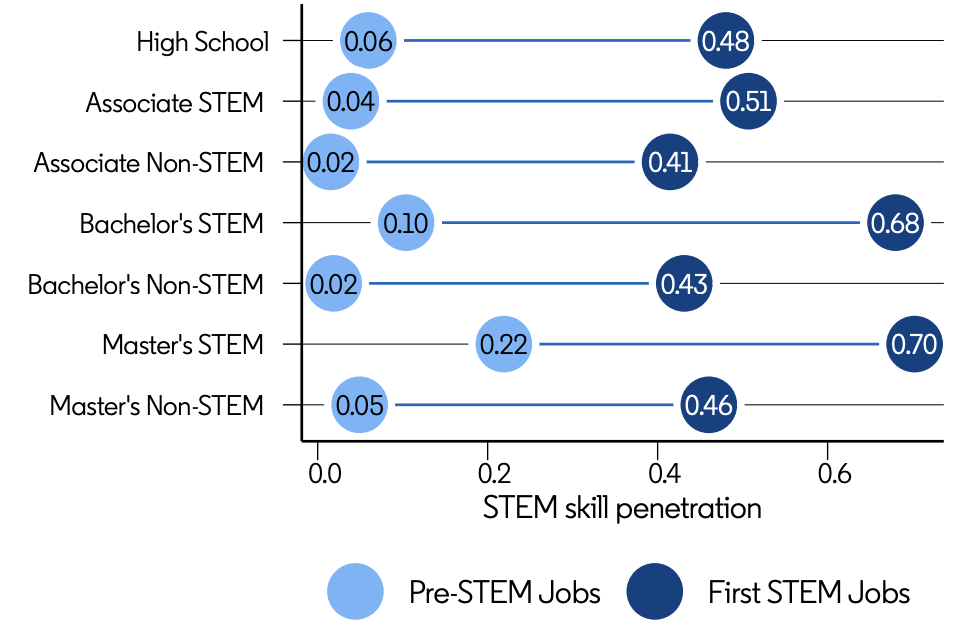 High School 0.06 0.48
Associate STEM 0.04 0.51
Associate Non-STEM 0.02 0.41
Bachelor's STEM 0.10 0.68
Bachelor's Non-STEM 0.02 0.43
Master's STEM 0.22 0.70
Master's Non-STEM 0.05 0.46
0.0 0.2 0.4 0.6
STEM skill penetration
Pre-STEM Jobs First STEM Jobs